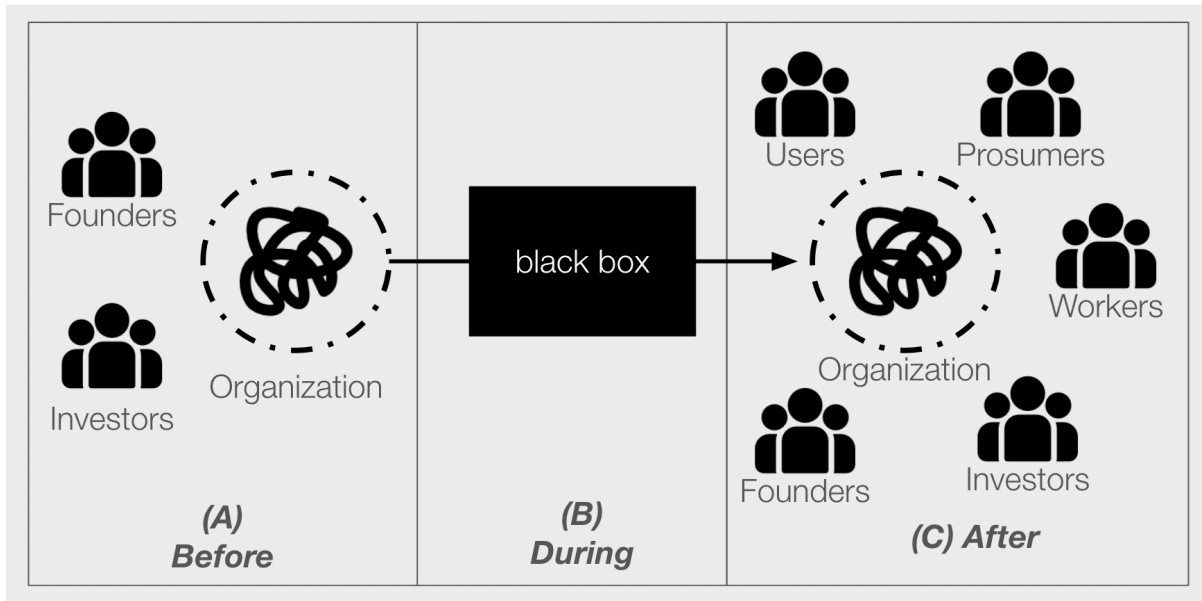 Founders
Investors
Organization
(A)
Before
black box
(B)
During
Users
Prosumers
Workers
Organization
Founders
Investors
(C) After